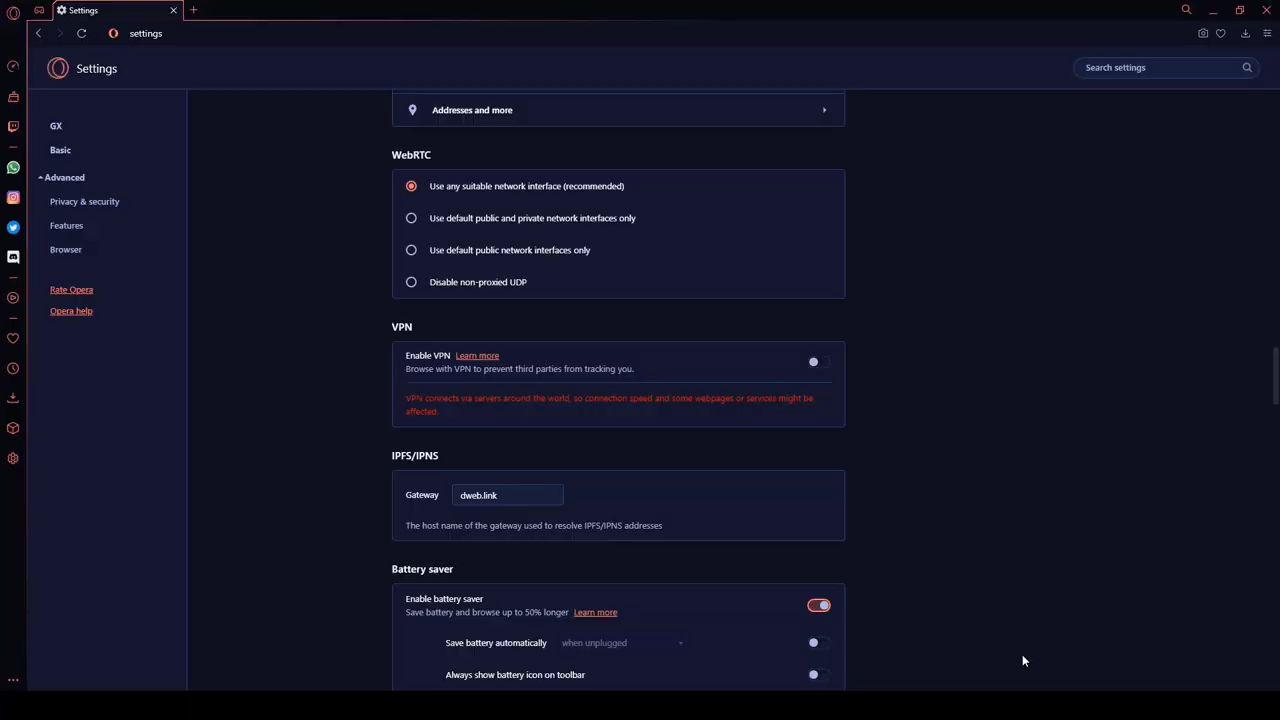 Settings
settings
Settings
Search settings
GX
Basic
Advanced
Privacy & security
Features
Browser
Rate Opera
Opera help
Addresses and more
WebRTC
Use any suitable network interface (recommended)
Use default public and private network interfaces only
Use default public network interfaces only
Disable non-proxied UDP
VPN
Enable VPN Learn more
Browse with VPN to prevent third parties from tracking you.
VPN connects via servers around the world, so connection speed and some webpages or services might be
affected.
IPFS/IPNS
Gateway dweb.link
The host name of the gateway used to resolve IPFS/IPNS addresses
Battery saver
Enable battery saver
Save battery and browse up to 50% longer Learn more
Save battery automatically when unplugged
Always show battery icon on toolbar